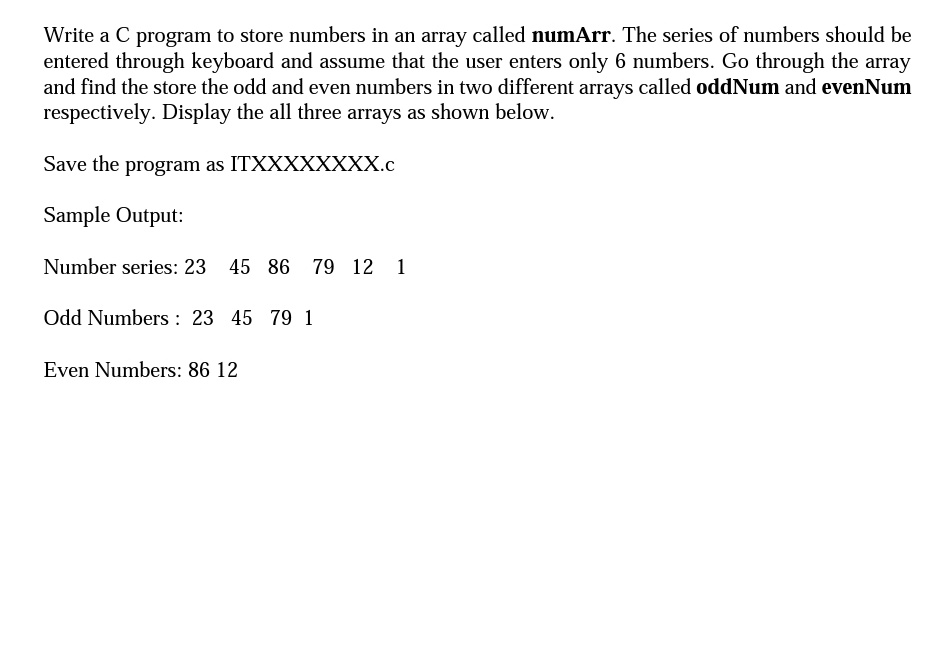 Write a C program to store numbers in an array called numArr. The series of numbers should be
entered through keyboard and assume that the user enters only 6 numbers. Go through the array
and find the store the odd and even numbers in two different arrays called oddNum and evenNum
respectively. Display the all three arrays as shown below.
Save the program as ITXXXXXXXX.c
Sample Output:
Number series: 23 45 86 79 12 1
Odd Numbers : 23 45 79 1
Even Numbers: 86 12